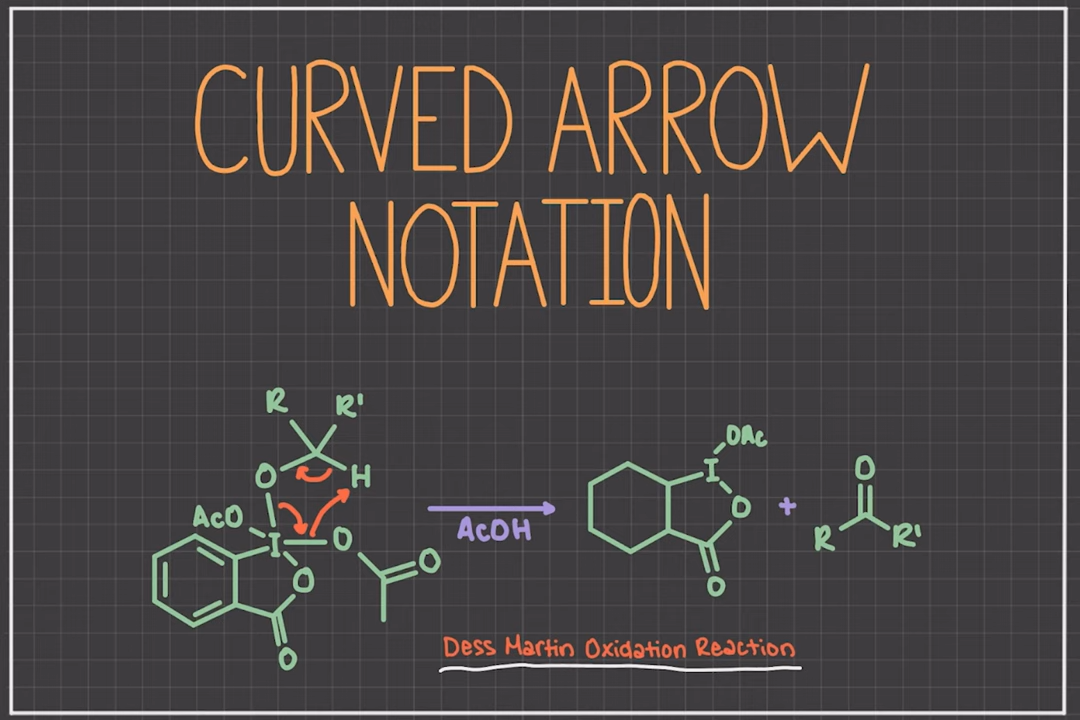 CURVED ARROW
NOTATION
R R'
O H
AcO I O O
O
O
AcOH
OAc
I
O
O
+
O
R R'
Dess Martin Oxidation Reaction